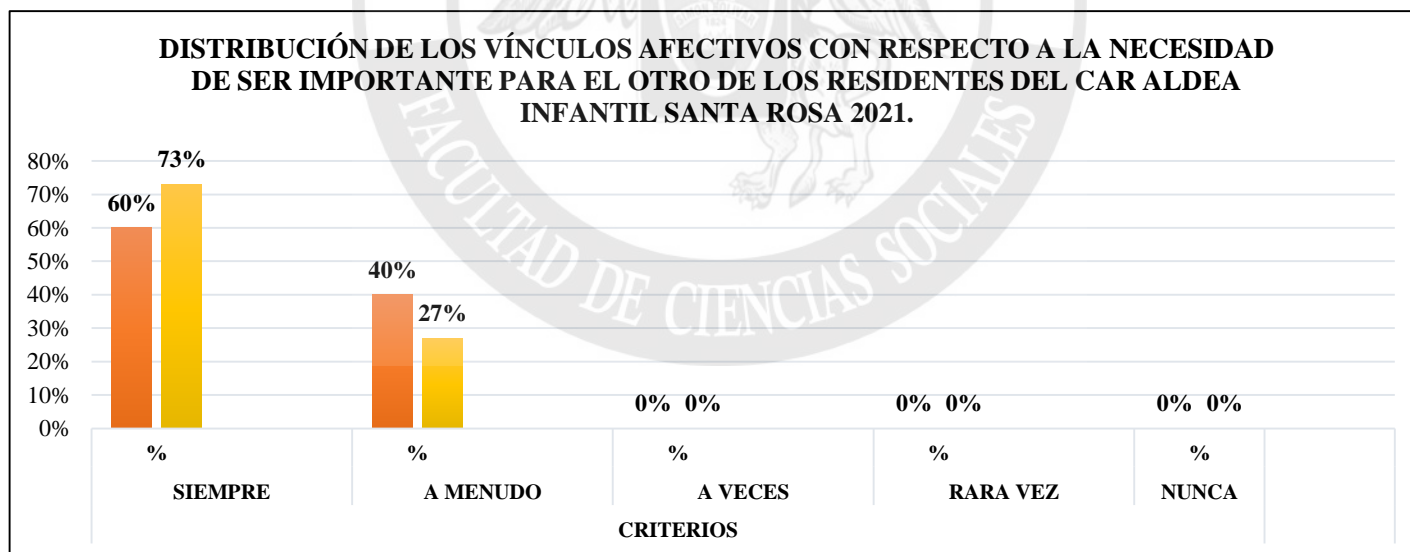 DISTRIBUCIÓN DE LOS VÍNCULOS AFECTIVOS CON RESPECTO A LA NECESIDAD
DE SER IMPORTANTE PARA EL OTRO DE LOS RESIDENTES DEL CAR ALDEA
INFANTIL SANTA ROSA 2021.
80%
70%
60%
50%
40%
30%
20%
10%
0%
60% 73%
40% 27%
0% 0%
0% 0%
0% 0%
% % % % %
SIEMPRE A MENUDO A VECES RARA VEZ NUNCA
CRITERIOS
FACULTAD DE CIENCIAS SOCIALES